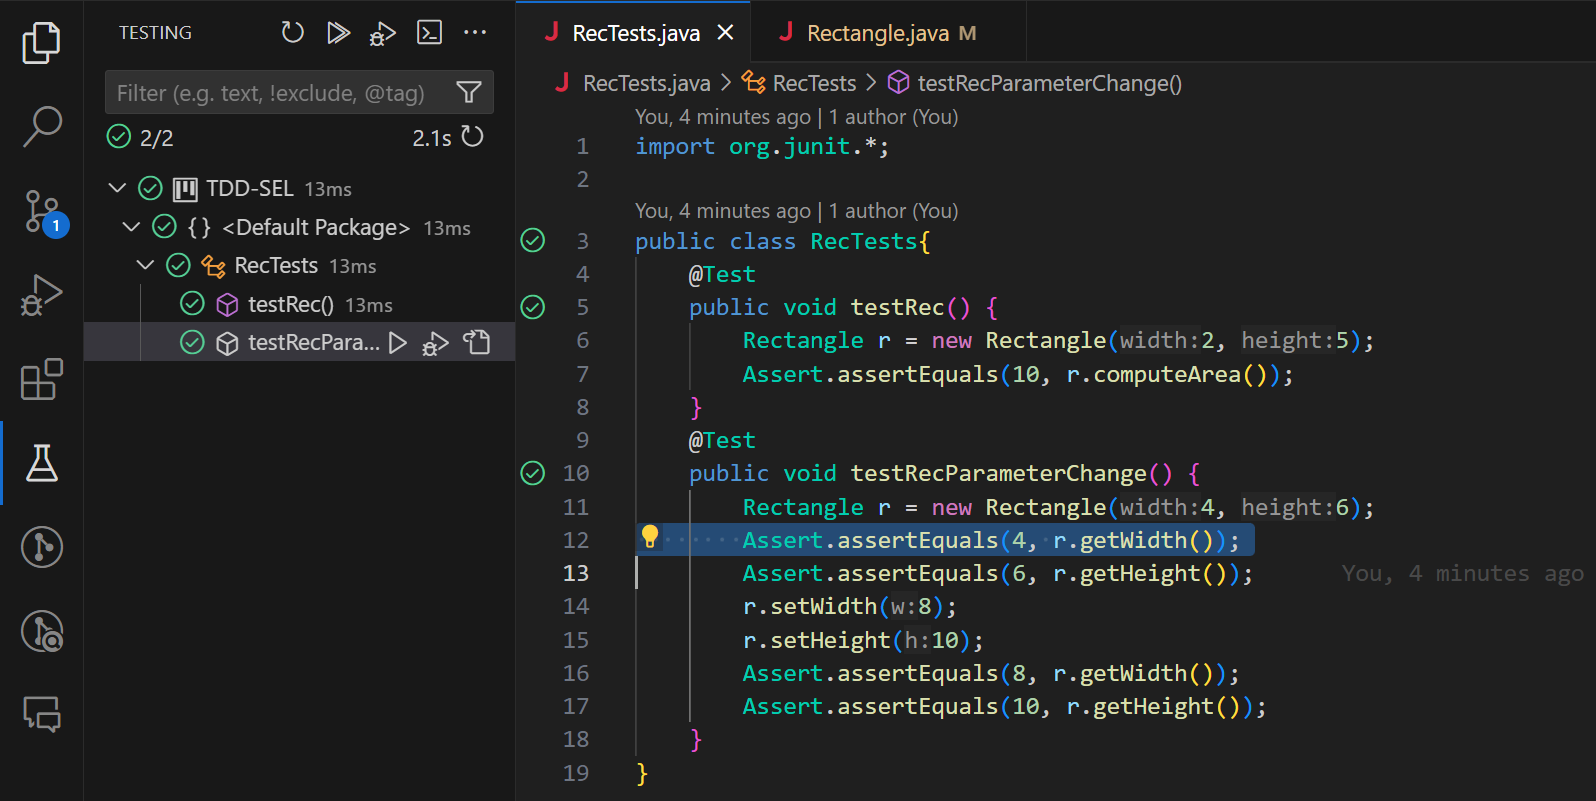 TESTING
Filter (e.g. text, !exclude, @tag)
2/2 2.1s
TDD-SEL 13ms
{} <Default Package> 13ms
RecTests 13ms
testRec() 13ms
testRecPara...
1
RecTests.java
Rectangle.java M
RecTests.java > RecTests > testRecParameterChange()
You, 4 minutes ago | 1 author (You)
1 import org.junit.*;
2
You, 4 minutes ago | 1 author (You)
3 public class RecTests{
4 @Test
5 public void testRec() {
6 Rectangle r = new Rectangle(width:2, height:5);
7 Assert.assertEquals(10, r.computeArea());
8 }
9 @Test
10 public void testRecParameterChange() {
11 Rectangle r = new Rectangle(width:4, height:6);
12 Assert.assertEquals(4, r.getWidth());
13 Assert.assertEquals(6, r.getHeight()); You, 4 minutes ago
14 r.setWidth(w:8);
15 r.setHeight(h:10);
16 Assert.assertEquals(8, r.getWidth());
17 Assert.assertEquals(10, r.getHeight());
18 }
19 }